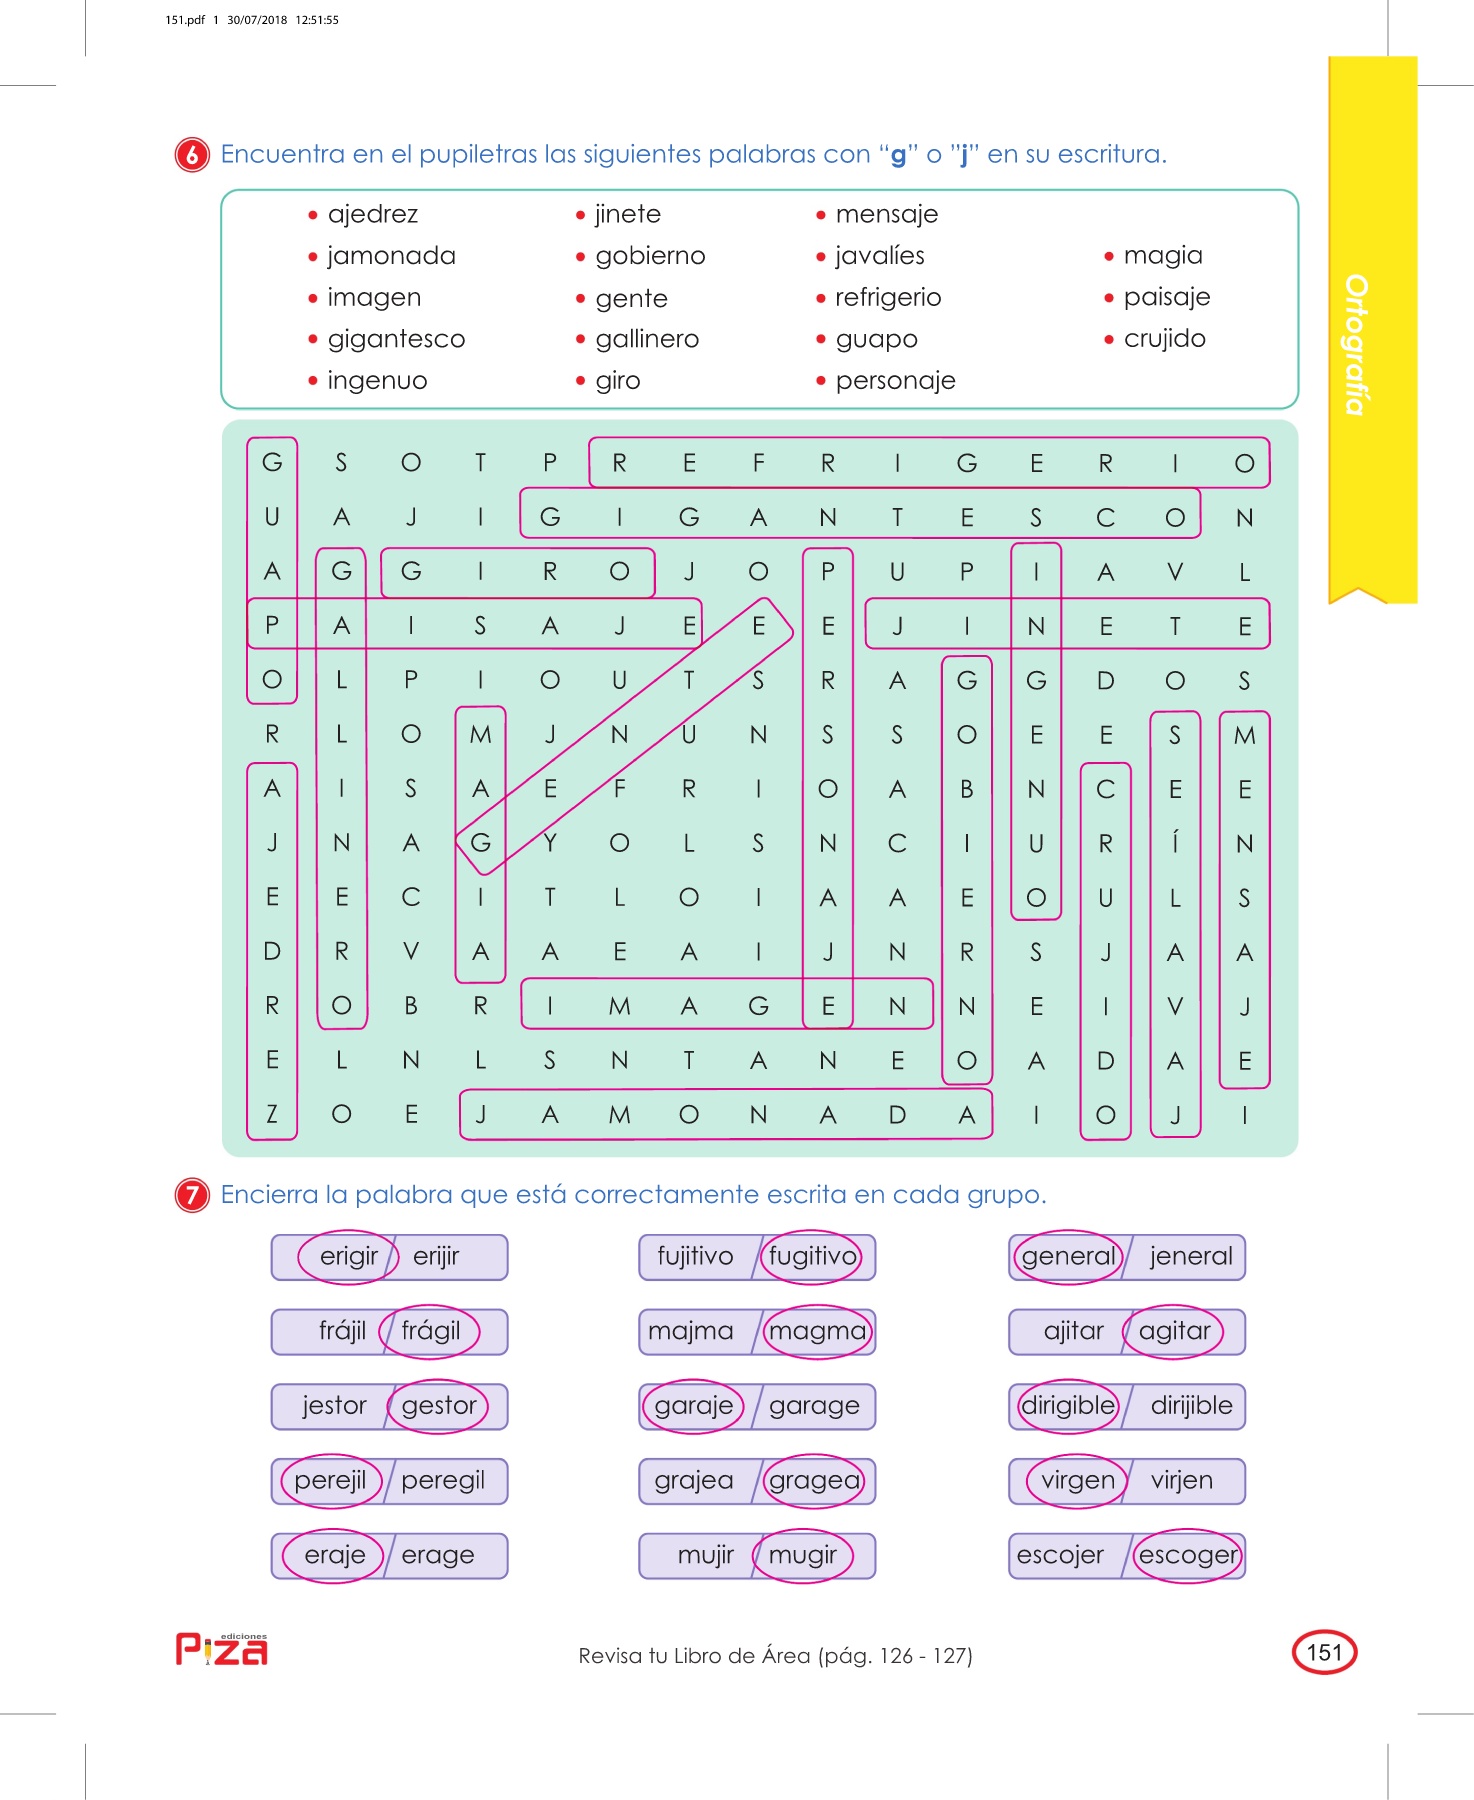 151.pdf 1 30/07/2018 12:51:55
6 Encuentra en el pupiletras las siguientes palabras con “g” o ”j” en su escritura.
• ajedrez • jinete • mensaje
• jamonada • gobierno • javalíes • magia
• imagen • gente • refrigerio • paisaje
• gigantesco • gallinero • guapo • crujido
• ingenuo • giro • personaje
Ortografía
G S O T P R E F R I G E R I O
U A J I G I G A N T E S C O N
A G G I R O J O P U P I A V L
P A I S A J E E E J I N E T E
O L P I O U T S R A G G D O S
R L O M J N U N S S O E E S M
A I S A E F R I O A B N C E E
J N A G Y O L S N C I U R Í N
E E C I T L O I A A E O U L S
D R V A A E A I J N R S J A A
R O B R I M A G E N N E I V J
E L N L S N T A N E O A D A E
Z O E J A M O N A D A I O J I
7 Encierra la palabra que está correctamente escrita en cada grupo.
erigir / erijir fujitivo / fugitivo general / jeneral
frájil / frágil majma / magma ajitar / agitar
jestor / gestor garaje / garage dirigible / dirijible
perejil / peregil grajea / gragea virgen / virjen
eraje / erage mujir / mugir escojer / escoger
ediciones
Piza
Revisa tu Libro de Área (pág. 126 - 127)
151